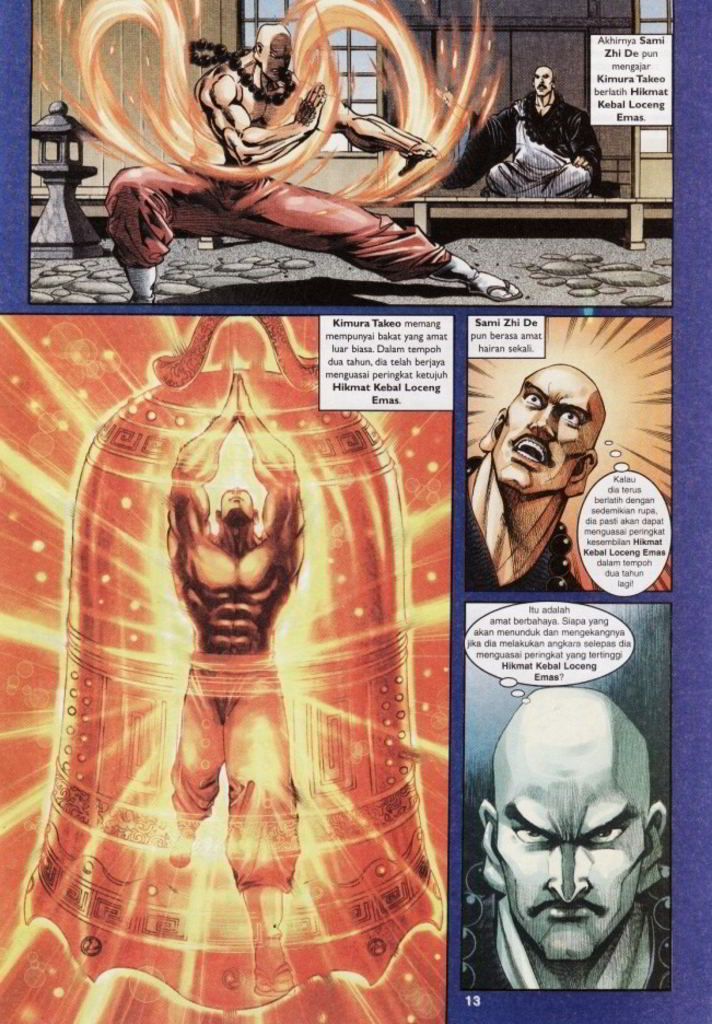 Akhirnya Sami
Zhi De pun
mengajar
Kimura Takeo
berlatih Hikmat
Kebal Loceng
Emas.
Kimura Takeo memang
mempunyai bakat yang amat
luar biasa. Dalam tempoh
dua tahun, dia telah berjaya
menguasai peringkat ketujuh
Hikmat Kebal Loceng
Emas.
Sami Zhi De
pun berasa amat
hairan sekali.
Kalau
dia terus
berlatih dengan
sedemikian rupa,
dia pasti akan dapat
menguasai peringkat
kesembilan Hikmat
Kebal Loceng Emas
dalam tempoh
dua tahun
lagi!
Itu adalah
amat berbahaya. Siapa yang
akan menunduk dan mengekangnya
jika dia melakukan angkara selepas dia
menguasai peringkat yang tertinggi
Hikmat Kebal Loceng
Emas?
13